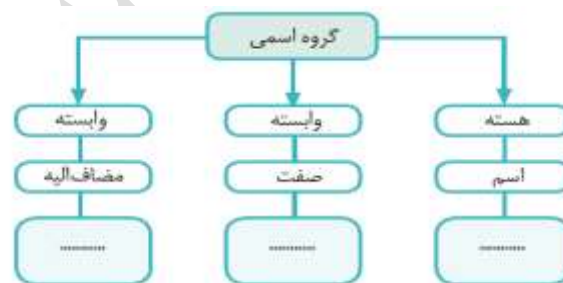 گروه اسمی
هسته
وابسته
وابسته
اسم
صفت
مضاف‌الیه
............
............
............